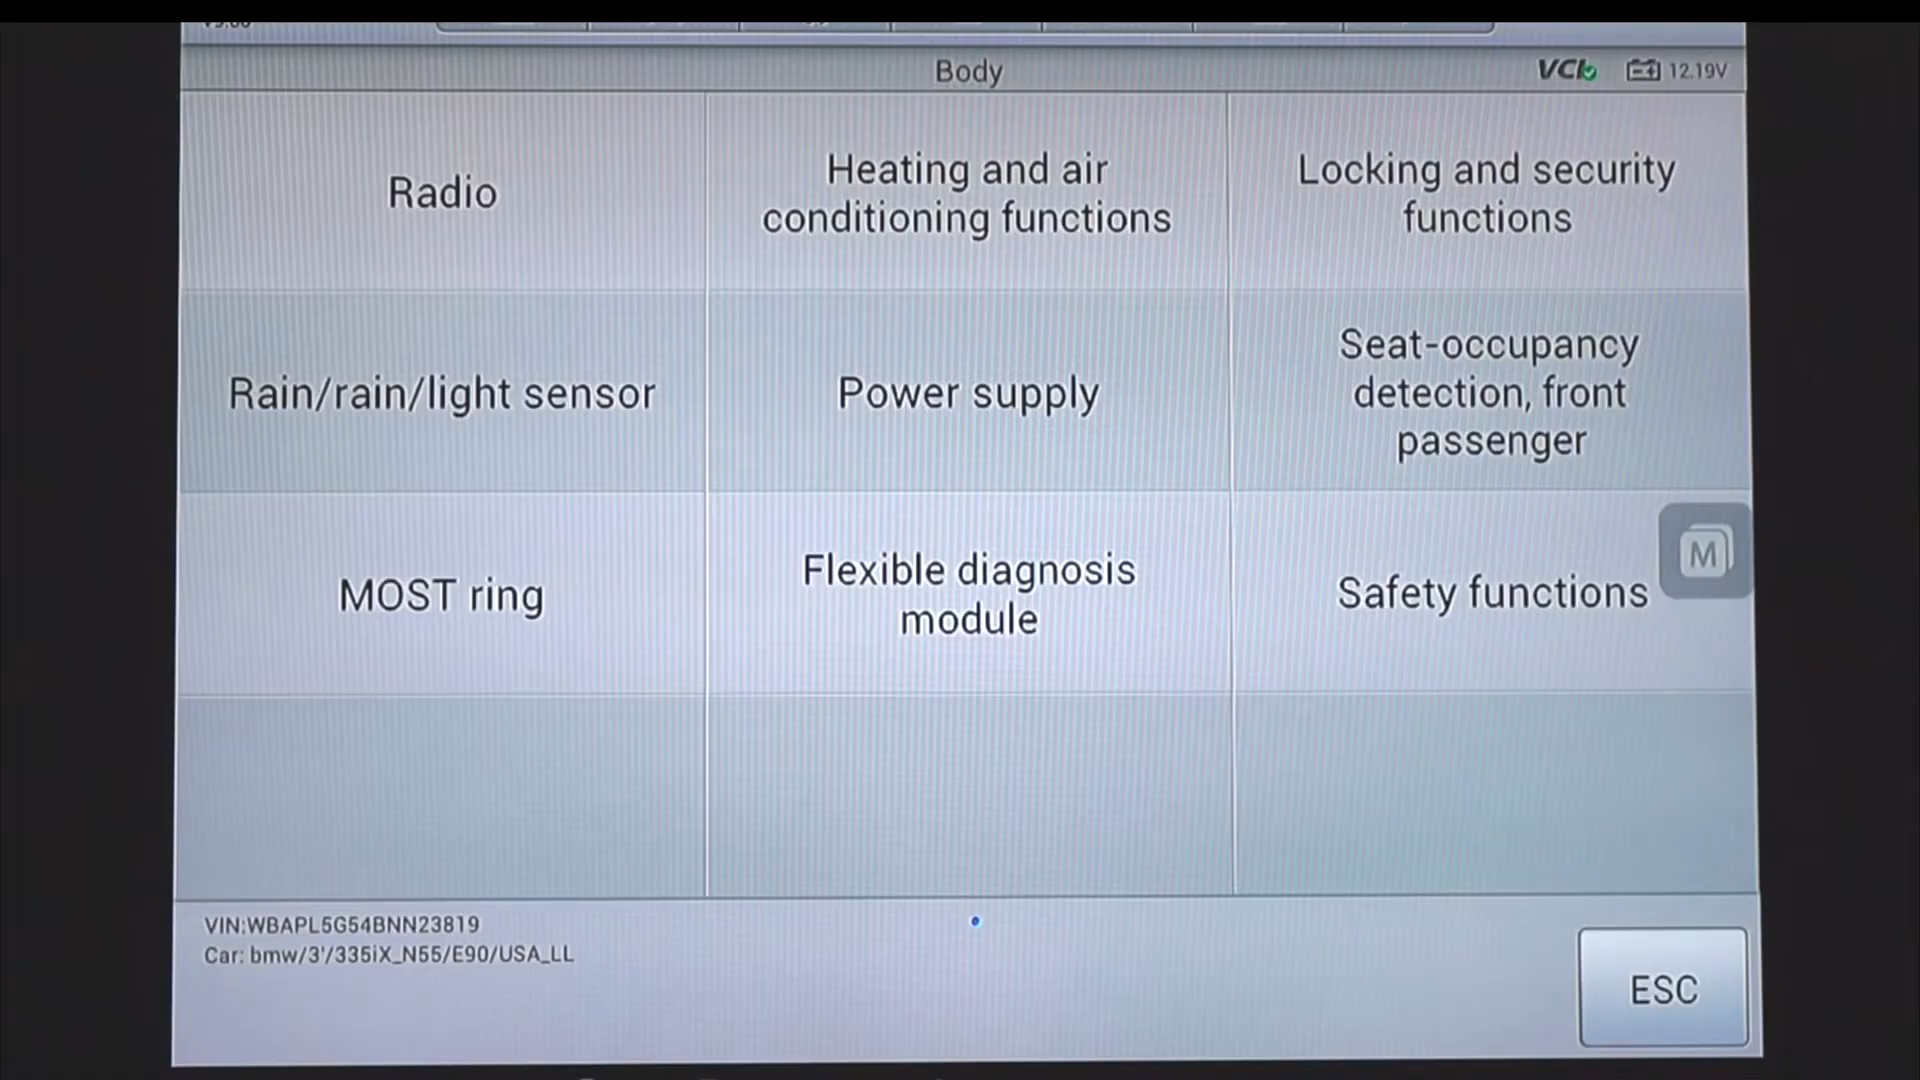 Body
VCI
12.19V
Radio
Heating and air
conditioning functions
Locking and security
functions
Rain/rain/light sensor
Power supply
Seat-occupancy
detection, front
passenger
MOST ring
Flexible diagnosis
module
Safety functions
M
VIN:WBAPL5G54BNN23819
Car: bmw/3'/335iX_N55/E90/USA_LL
ESC